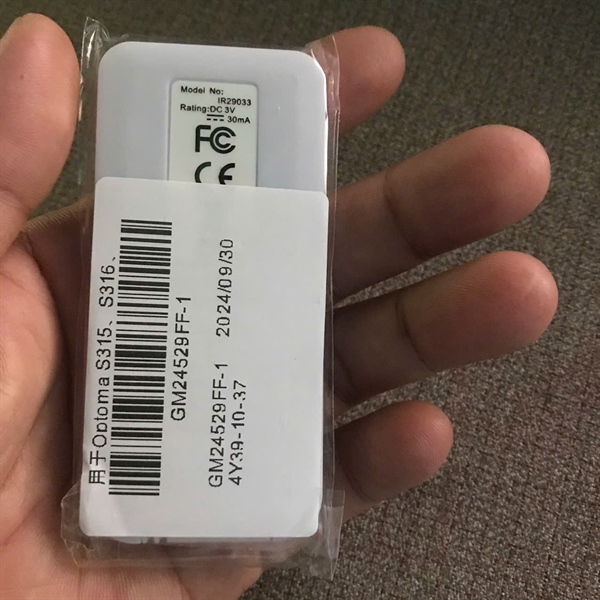 Model No:
IR29033
Rating:DC 3V
30mA
FC
CE
用于Optoma S315、S316、
GM24529FF-1
GM24529FF-1 2024/09/30
4Y39-10-37